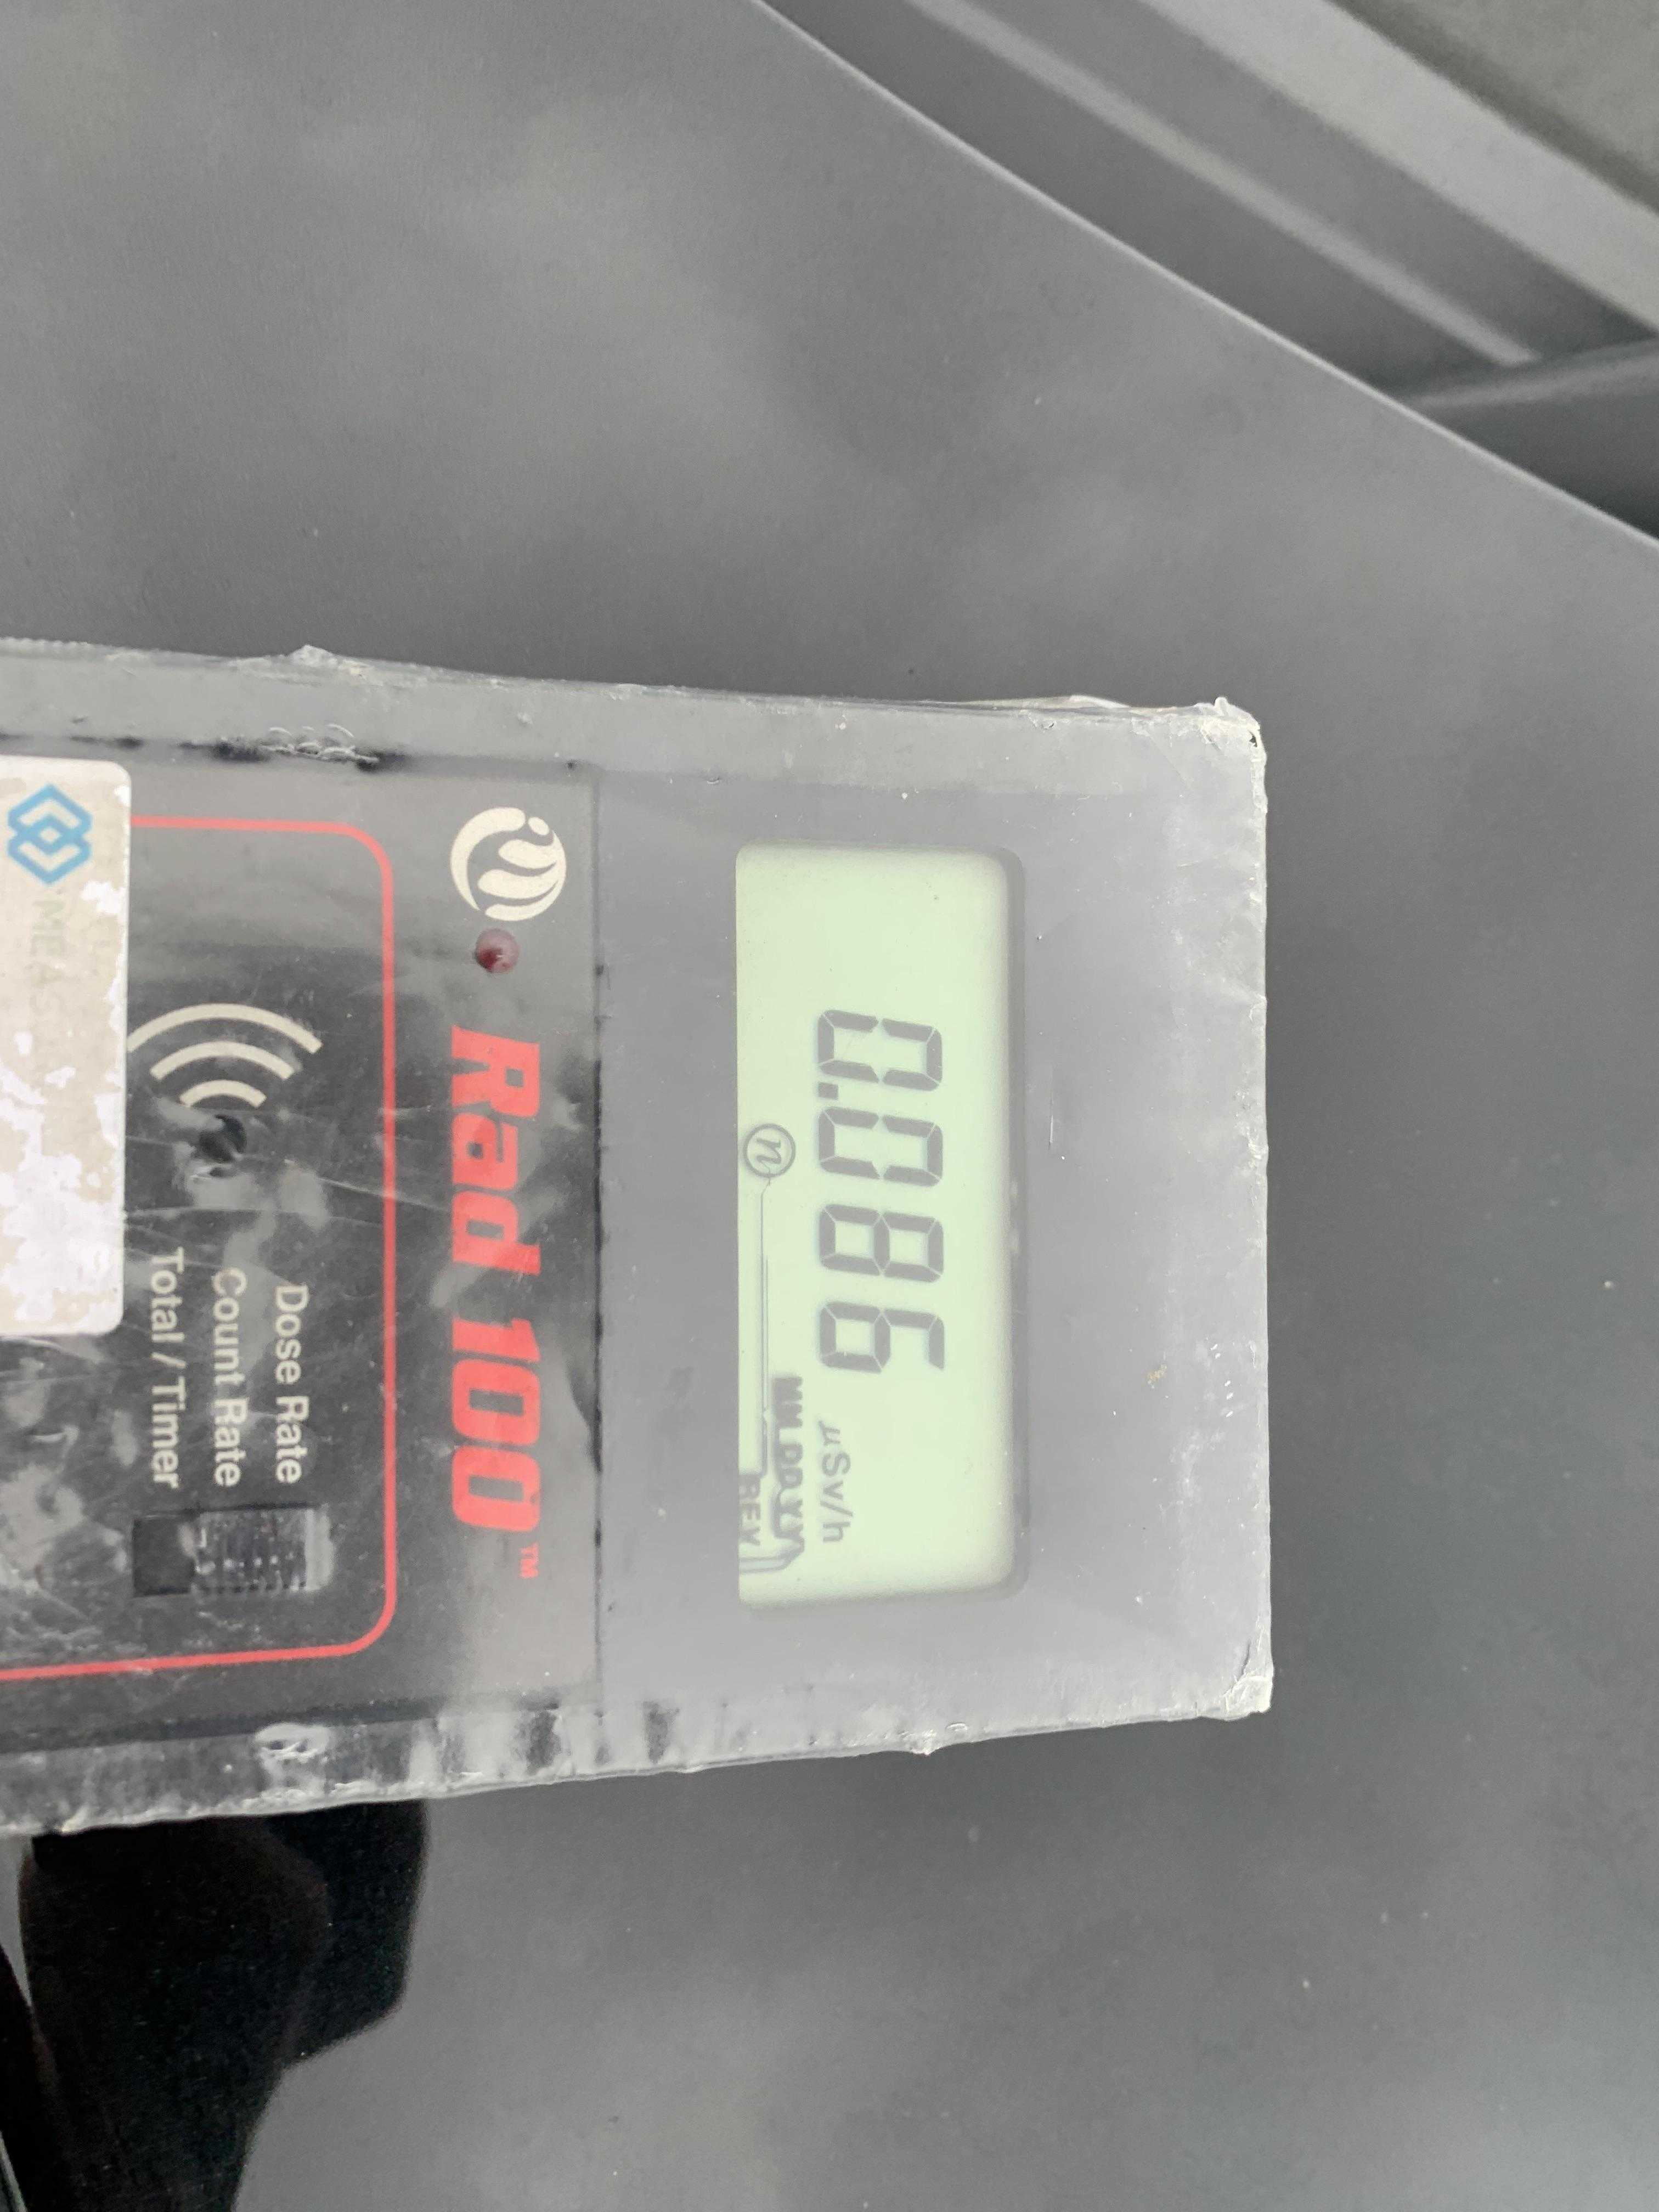 0.086 µSv/h
n
Rad 100™
Dose Rate
Count Rate
Total / Timer